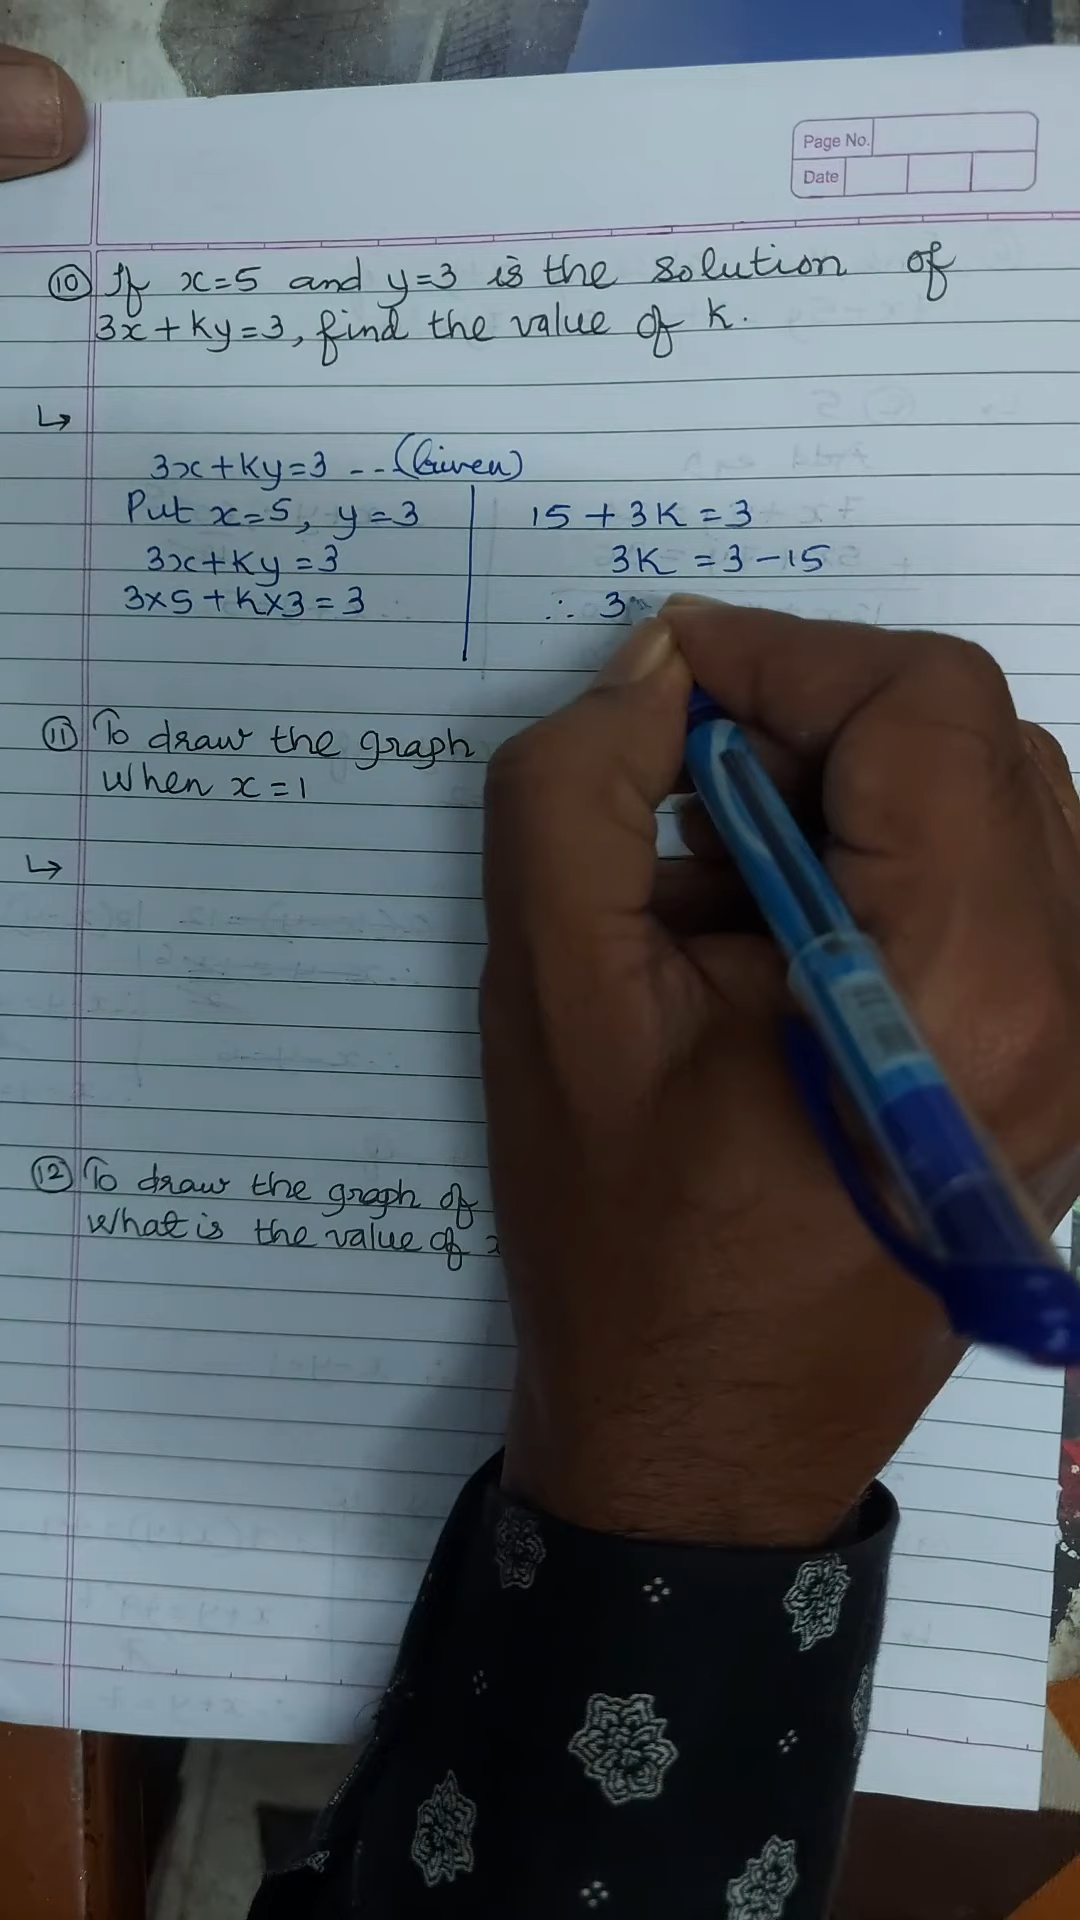 Page No.
Date
⑩ If x=5 and y=3 is the solution of
3x+ky=3, find the value of k.
↳
3x+ky=3 --(Given)
Put x=5, y=3
3x+ky=3
3×5+k×3=3
15+3k=3
3k=3-15
∴ 3
⑪ To draw the graph
when x=1
↳
⑫ To draw the graph of
what is the value of